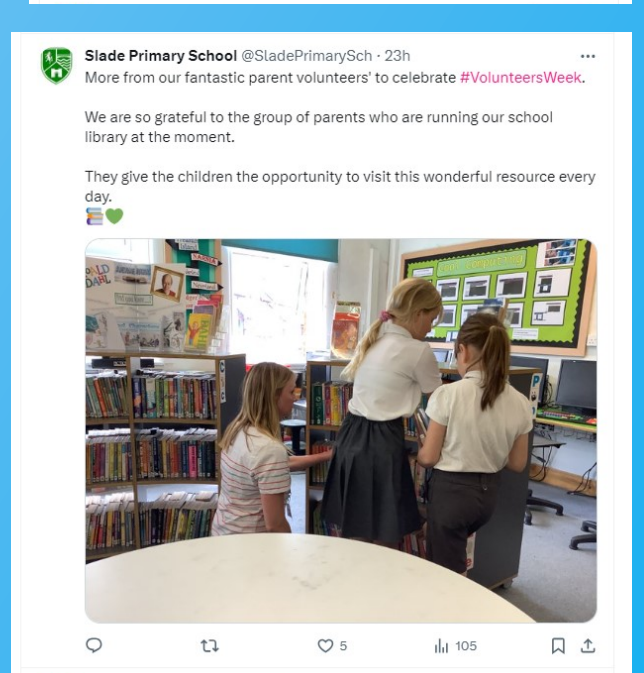 Slade Primary School @SladePrimarySch · 23h
More from our fantastic parent volunteers' to celebrate #VolunteersWeek.
We are so grateful to the group of parents who are running our school
library at the moment.
They give the children the opportunity to visit this wonderful resource every
day.
ROALD
DAHL
5
105